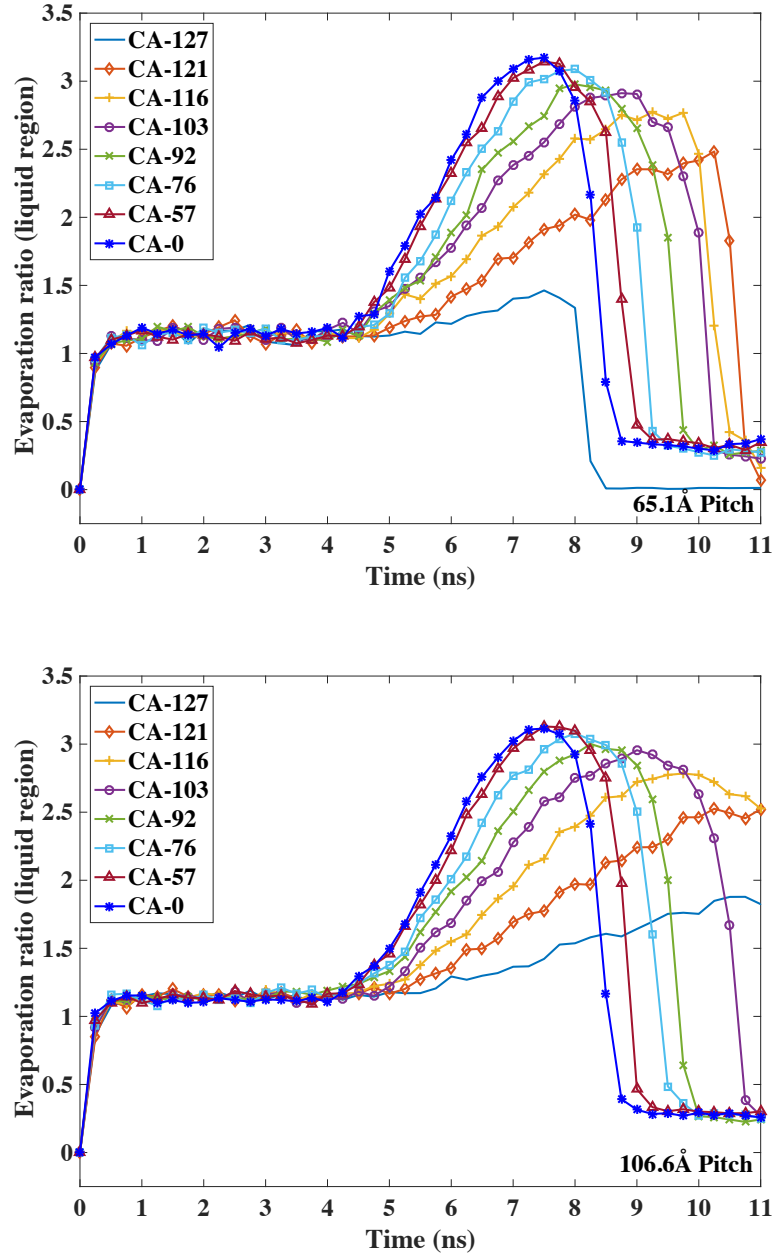 3.5
3
2.5
2
1.5
1
0.5
0
Evaporation ratio (liquid region)
CA-127
CA-121
CA-116
CA-103
CA-92
CA-76
CA-57
CA-0
65.1Å Pitch
0 1 2 3 4 5 6 7 8 9 10 11
Time (ns)
3.5
3
2.5
2
1.5
1
0.5
0
Evaporation ratio (liquid region)
CA-127
CA-121
CA-116
CA-103
CA-92
CA-76
CA-57
CA-0
106.6Å Pitch
0 1 2 3 4 5 6 7 8 9 10 11
Time (ns)